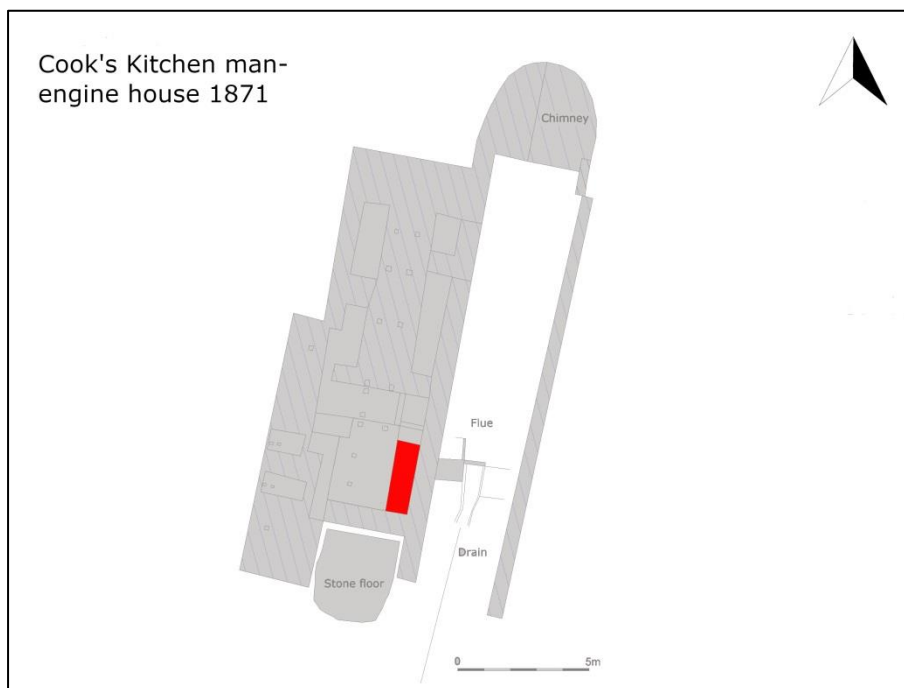 Cook's Kitchen man-
engine house 1871
Chimney
Flue
Drain
Stone floor
0 5m